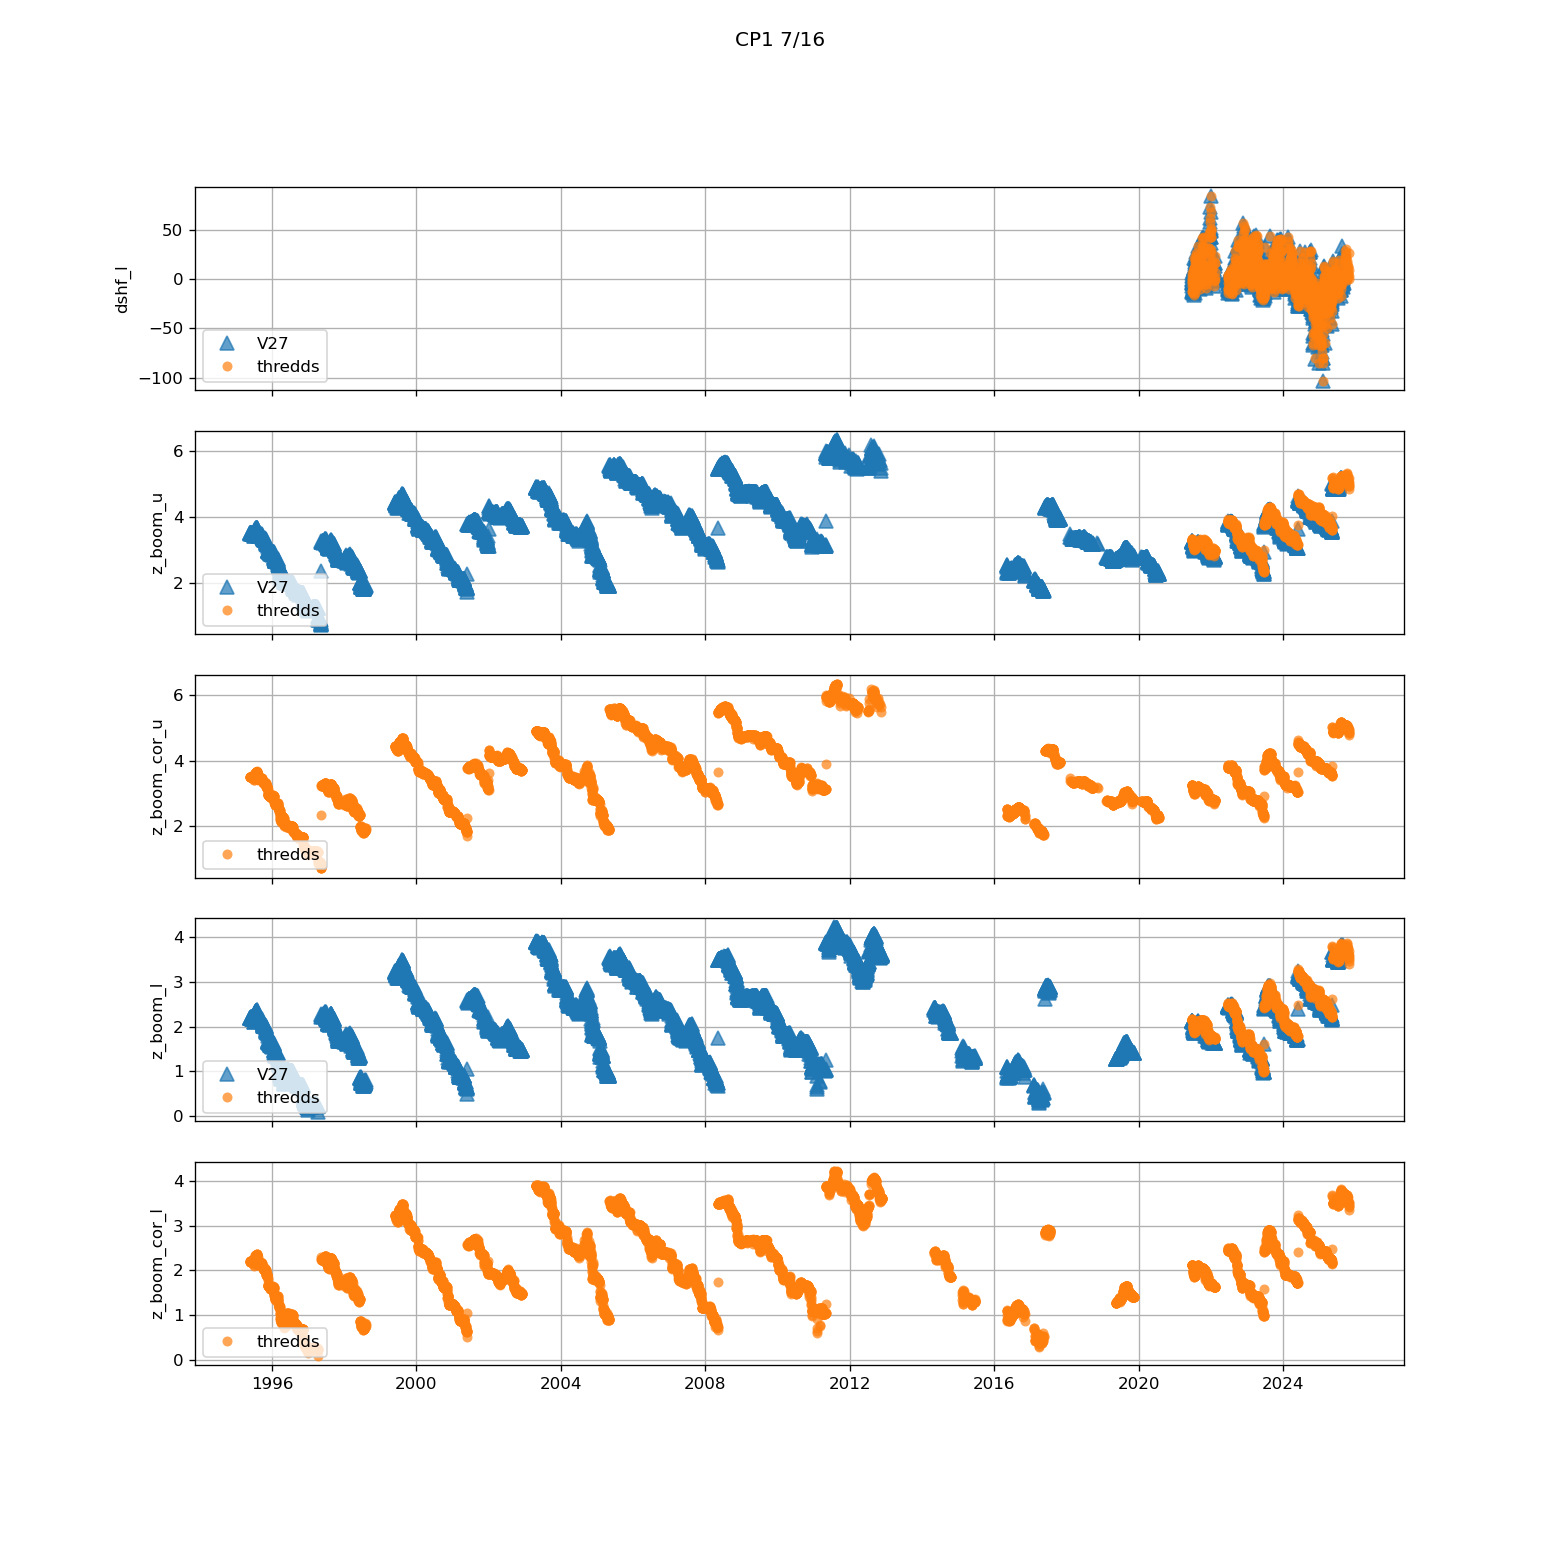 CP1 7/16
50
0
−50
−100
dshf_l
V27
thredds
6
4
2
z_boom_u
V27
thredds
6
4
2
z_boom_cor_u
thredds
4
3
2
1
0
z_boom_l
V27
thredds
4
3
2
1
0
z_boom_cor_l
thredds
1996 2000 2004 2008 2012 2016 2020 2024